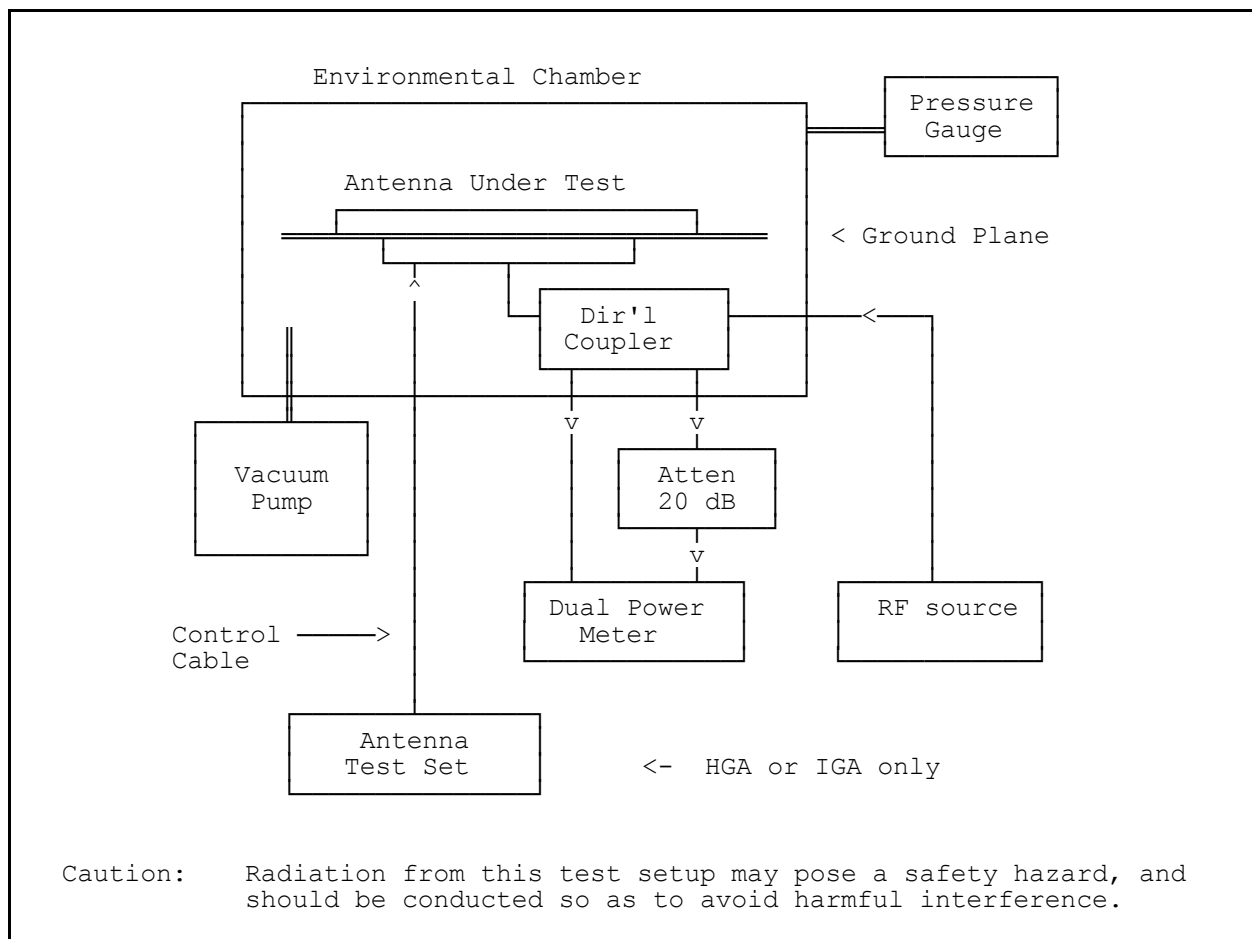 Environmental Chamber
Pressure
Gauge
Antenna Under Test
< Ground Plane
^
Dir'l
Coupler
<
v
v
Vacuum
Pump
Atten
20 dB
v
Dual Power
Meter
RF source
Control ———>
Cable
Antenna
Test Set
<- HGA or IGA only
Caution: Radiation from this test setup may pose a safety hazard, and
should be conducted so as to avoid harmful interference.